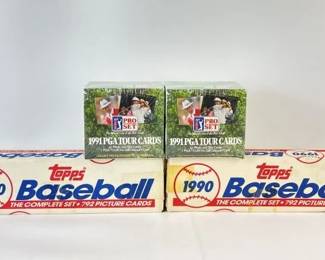 PRO SET
1991 PGA TOUR CARDS
PRO SET
1991 PGA TOUR CARDS
Topps
Baseball
THE COMPLETE SET • 792 PICTURE CARDS
1990
Topps
Baseball
THE COMPLETE SET • 792 PICTURE CARDS
1990